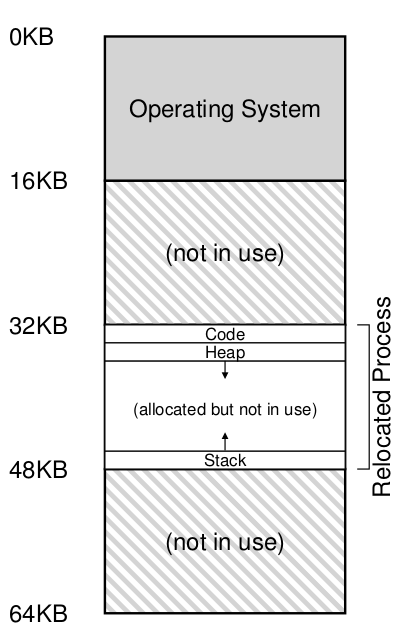 0KB
Operating System
16KB
(not in use)
32KB
Code
Heap
(allocated but not in use)
Stack
Relocated Process
48KB
(not in use)
64KB